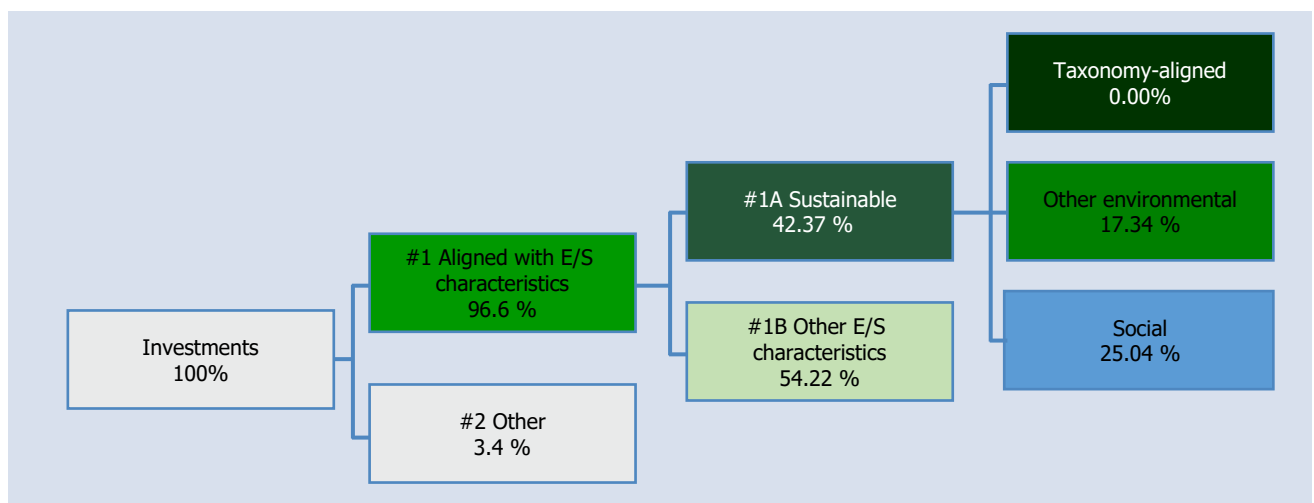 Investments
100%
#1 Aligned with E/S
characteristics
96.6 %
#2 Other
3.4 %
#1A Sustainable
42.37 %
#1B Other E/S
characteristics
54.22 %
Taxonomy-aligned
0.00%
Other environmental
17.34 %
Social
25.04 %